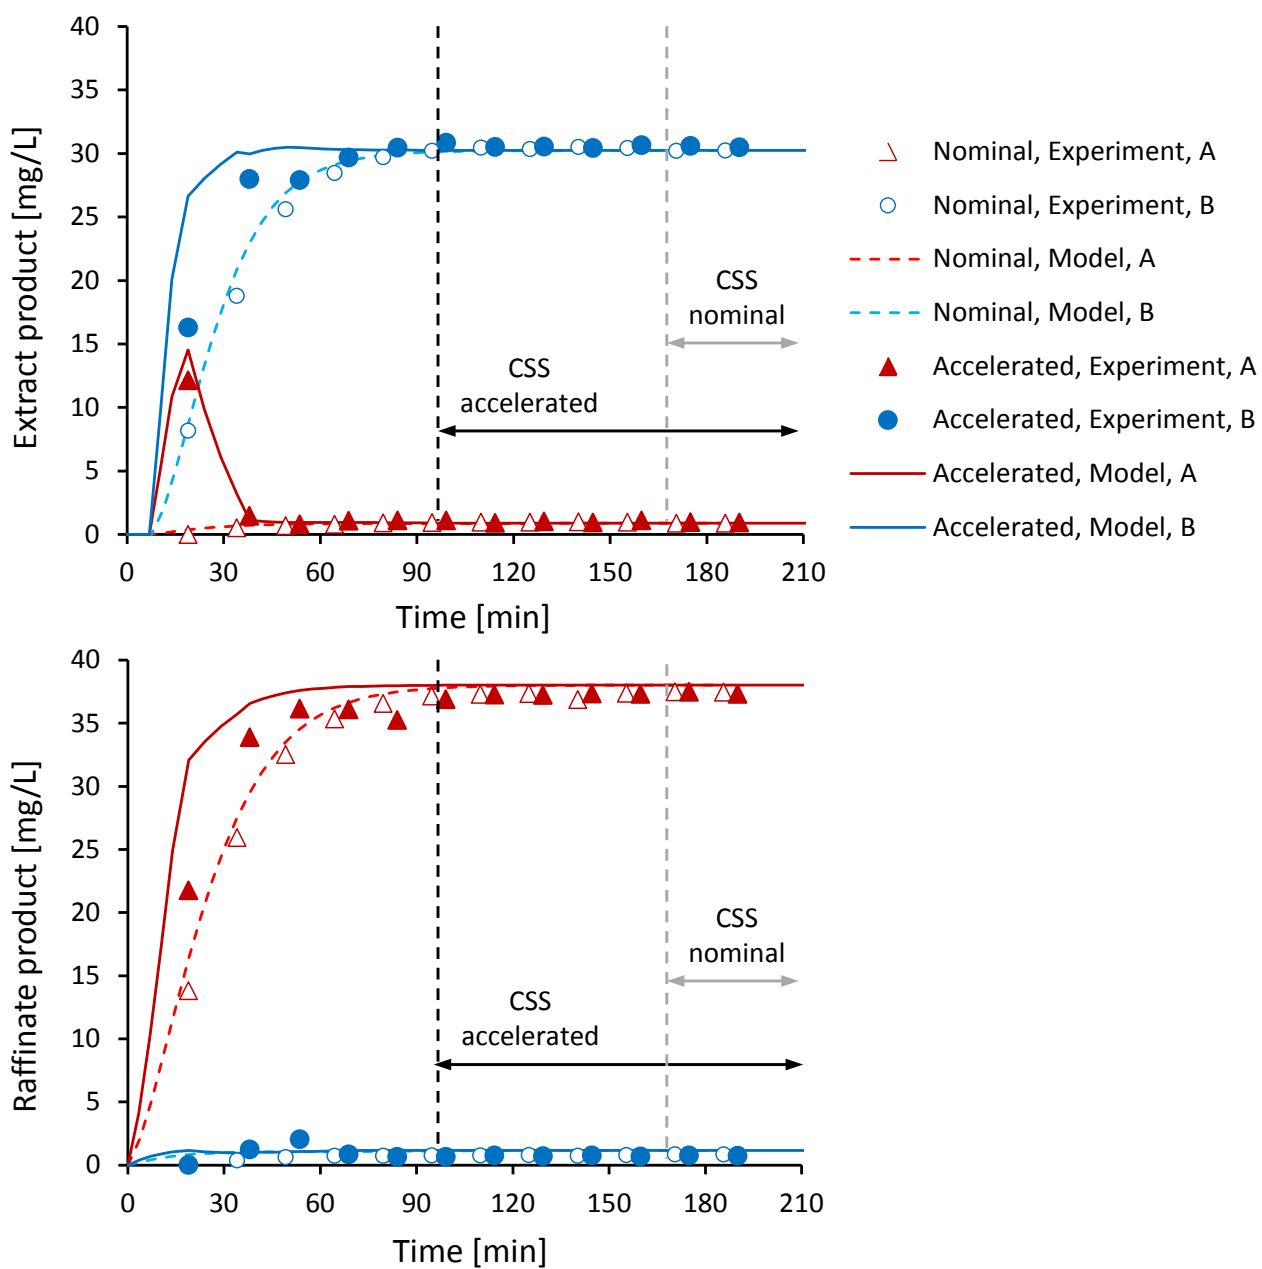 Extract product [mg/L]
40
35
30
25
20
15
10
5
0
CSS
nominal
CSS
accelerated
0 30 60 90 120 150 180 210
Time [min]
Nominal, Experiment, A
Nominal, Experiment, B
Nominal, Model, A
Nominal, Model, B
Accelerated, Experiment, A
Accelerated, Experiment, B
Accelerated, Model, A
Accelerated, Model, B
Raffinate product [mg/L]
40
35
30
25
20
15
10
5
0
CSS
nominal
CSS
accelerated
0 30 60 90 120 150 180 210
Time [min]